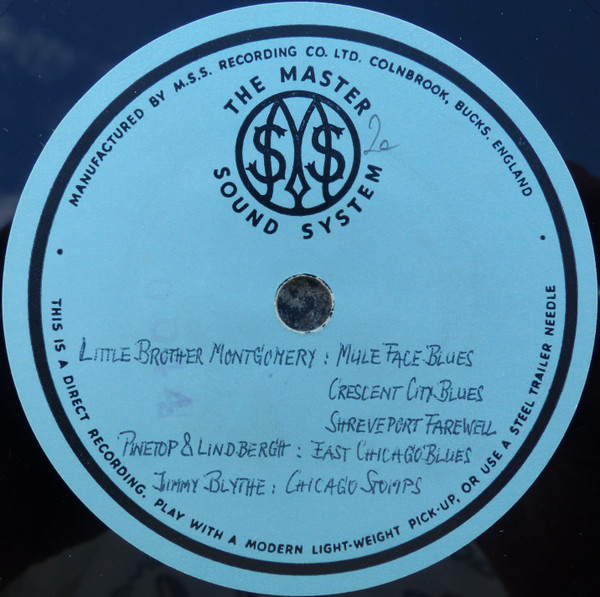 MANUFACTURED BY M.S.S. RECORDING CO. LTD. COLNBROOK, BUCKS. ENGLAND
THE MASTER
MSS
SOUND SYSTEM
2a
LITTLE BROTHER MONTGOMERY : MULE FACE BLUES
CRESCENT CITY BLUES
SHREVEPORT FAREWELL
PINETOP & LINDBERGH : EAST CHICAGO BLUES
JIMMY BLYTHE : CHICAGO STOMPS
THIS IS A DIRECT RECORDING. PLAY WITH A MODERN LIGHT-WEIGHT PICK-UP, OR USE A STEEL TRAILER NEEDLE